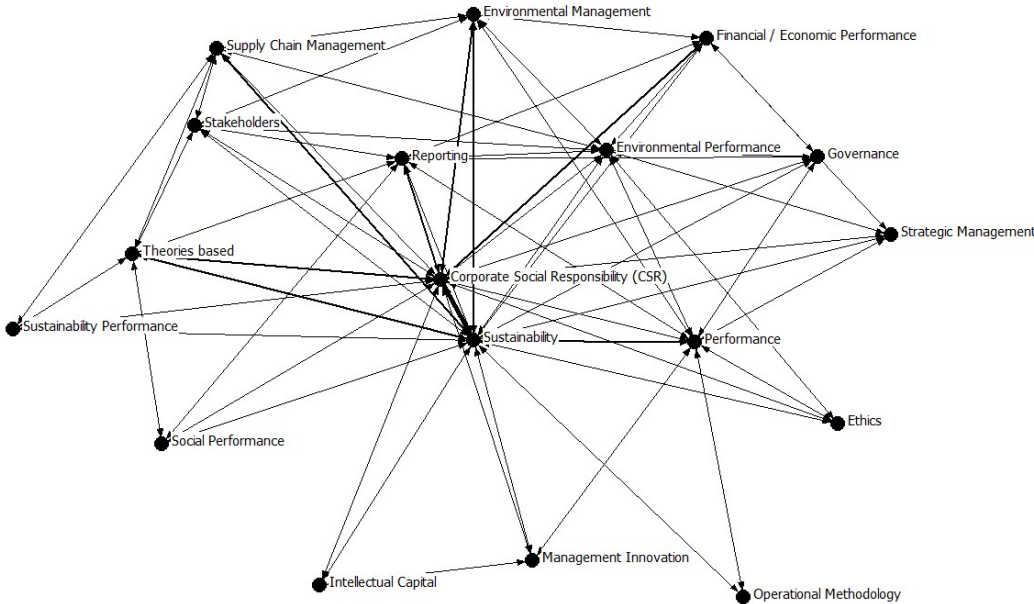 Environmental Management
Financial / Economic Performance
Supply Chain Management
Stakeholders
Reporting
Environmental Performance
Governance
Strategic Management
Theories based
Corporate Social Responsibility (CSR)
Sustainability Performance
Sustainability
Performance
Ethics
Social Performance
Management Innovation
Intellectual Capital
Operational Methodology